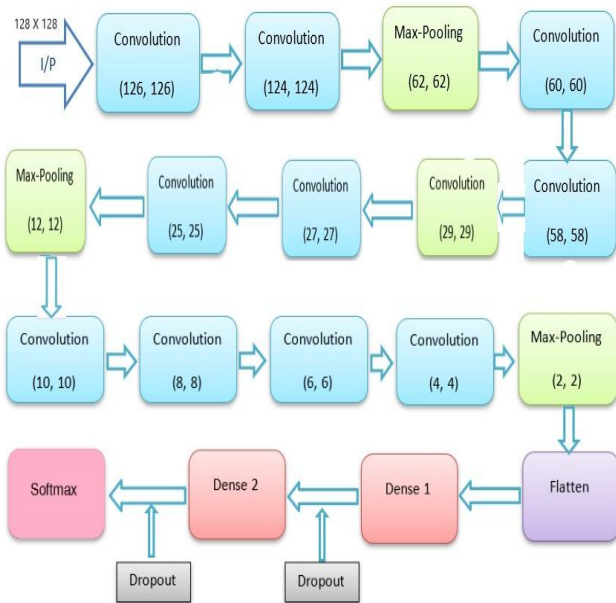 128 X 128
I/P
Convolution
(126, 126)
Convolution
(124, 124)
Max-Pooling
(62, 62)
Convolution
(60, 60)
Max-Pooling
(12, 12)
Convolution
(25, 25)
Convolution
(27, 27)
Convolution
(29, 29)
Convolution
(58, 58)
Convolution
(10, 10)
Convolution
(8, 8)
Convolution
(6, 6)
Convolution
(4, 4)
Max-Pooling
(2, 2)
Softmax
Dense 2
Dense 1
Flatten
Dropout
Dropout